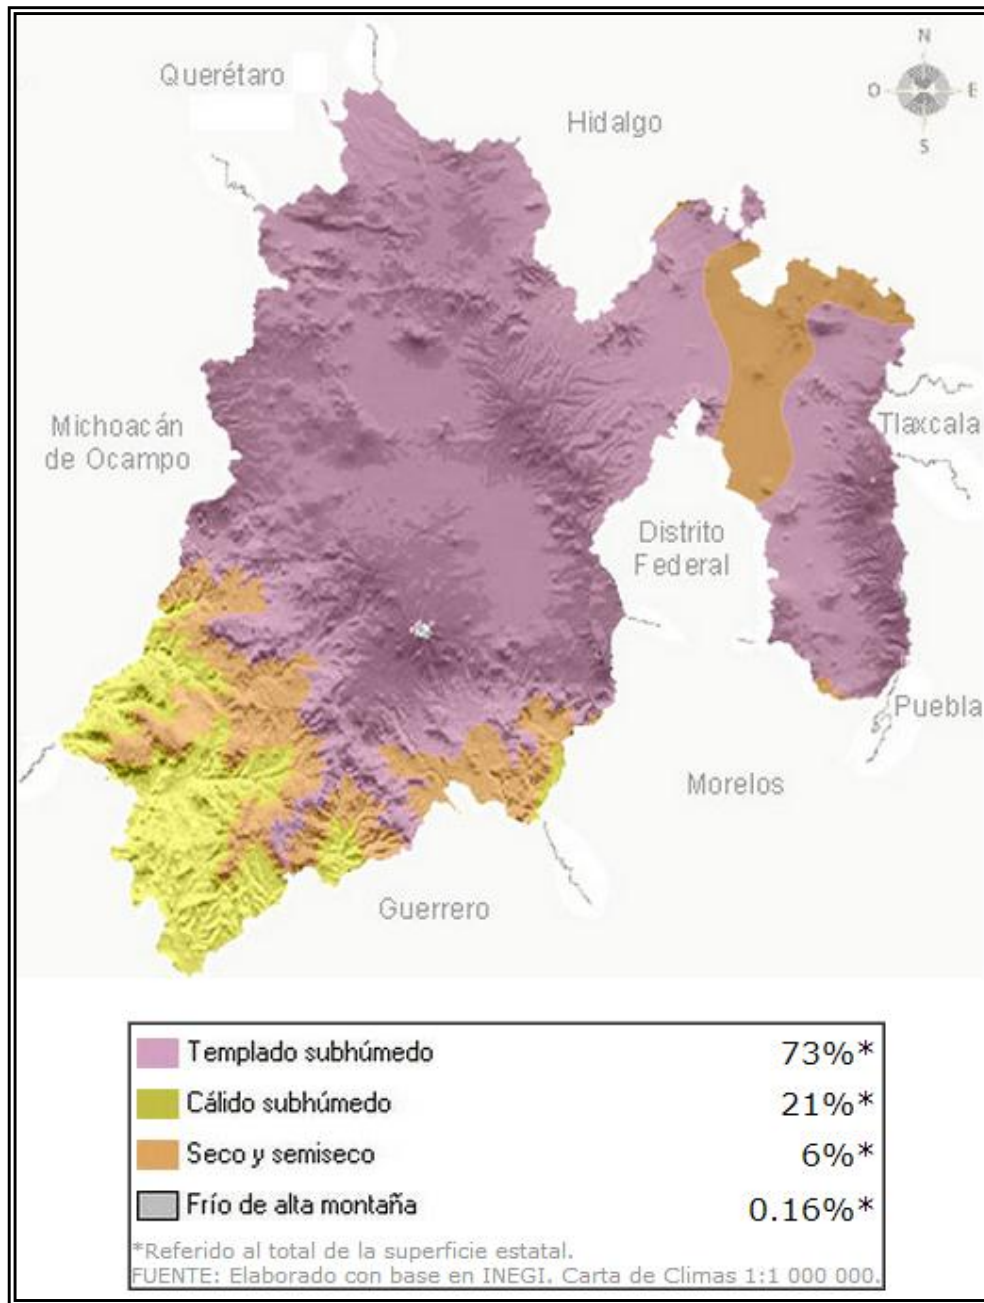 Querétaro
Hidalgo
N
O
E
S
Michoacán
de Ocampo
Tlaxcala
Distrito
Federal
Puebla
Morelos
Guerrero
Templado subhúmedo 73%*
Cálido subhúmedo 21%*
Seco y semiseco 6%*
Frío de alta montaña 0.16%*
*Referido al total de la superficie estatal.
FUENTE: Elaborado con base en INEGI. Carta de Climas 1:1 000 000.